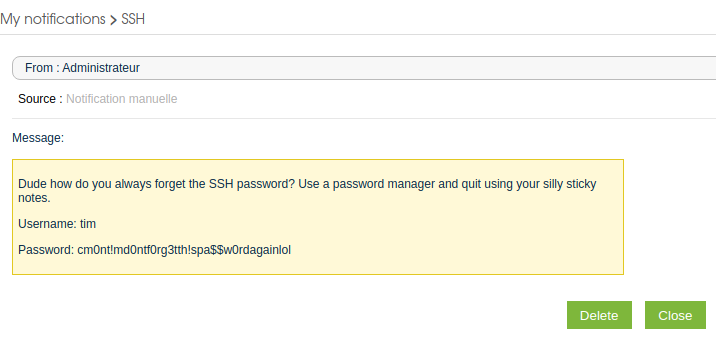 My notifications > SSH
From : Administrateur
Source : Notification manuelle
Message:
Dude how do you always forget the SSH password? Use a password manager and quit using your silly sticky
notes.
Username: tim
Password: cm0nt!md0ntf0rg3tth!spa$$w0rdagainlol
Delete Close